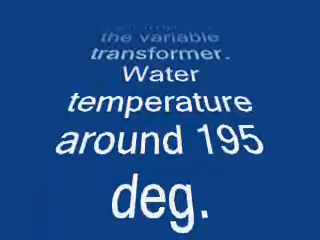 the variable
transformer.
Water
temperature
around 195
deg.